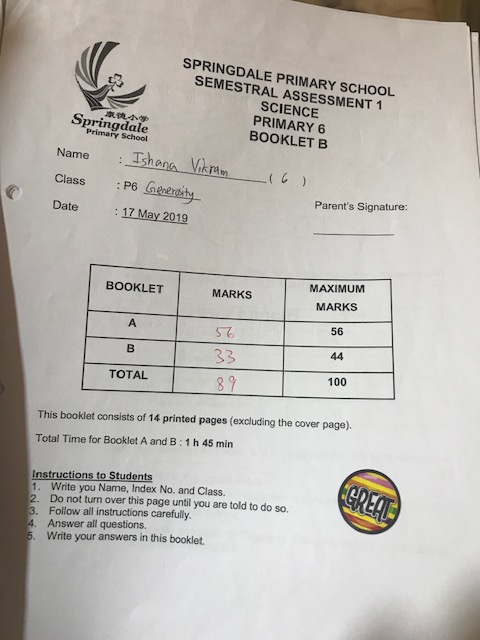 SPRINGDALE PRIMARY SCHOOL
SEMESTRAL ASSESSMENT 1
SCIENCE
PRIMARY 6
BOOKLET B
康德小学
Springdale
Primary School
Name : Ishana Vikram ( 6 )
Class : P6 Generosity
Date : 17 May 2019
Parent's Signature:
BOOKLET MARKS MAXIMUM MARKS
A 56 56
B 33 44
TOTAL 89 100
This booklet consists of 14 printed pages (excluding the cover page).
Total Time for Booklet A and B : 1 h 45 min
Instructions to Students
1. Write you Name, Index No. and Class.
2. Do not turn over this page until you are told to do so.
3. Follow all instructions carefully.
4. Answer all questions.
5. Write your answers in this booklet.
GREAT